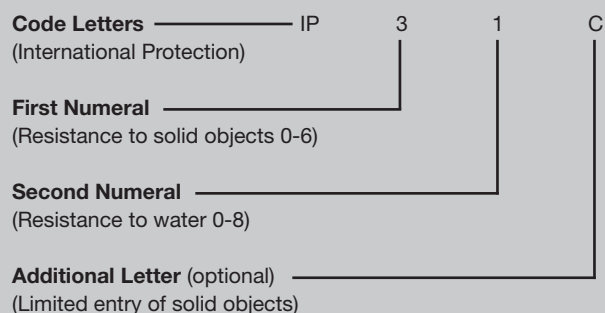 Code Letters IP 3 1 C
(International Protection)
First Numeral
(Resistance to solid objects 0-6)
Second Numeral
(Resistance to water 0-8)
Additional Letter (optional)
(Limited entry of solid objects)